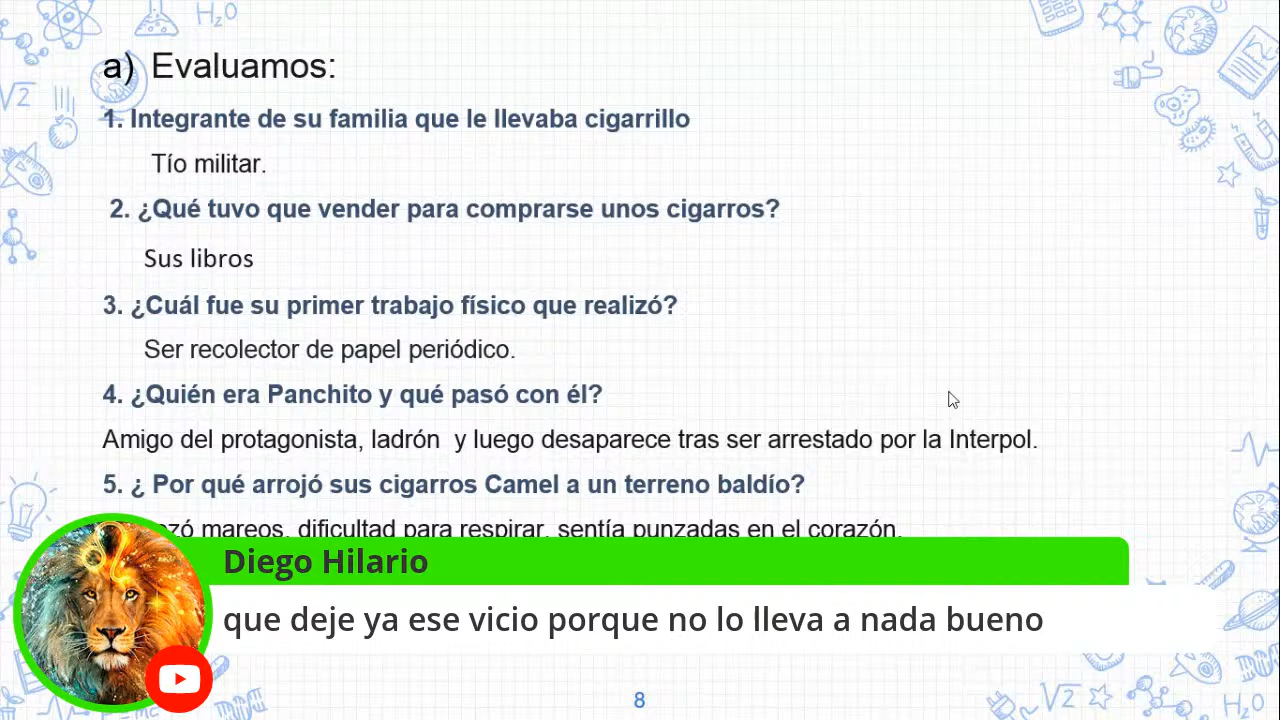 H₂O
√2
a) Evaluamos:
1. Integrante de su familia que le llevaba cigarrillo
Tío militar.
2. ¿Qué tuvo que vender para comprarse unos cigarros?
Sus libros
3. ¿Cuál fue su primer trabajo físico que realizó?
Ser recolector de papel periódico.
4. ¿Quién era Panchito y qué pasó con él?
Amigo del protagonista, ladrón y luego desaparece tras ser arrestado por la Interpol.
5. ¿ Por qué arrojó sus cigarros Camel a un terreno baldío?
mareos, dificultad para respirar, sentía punzadas en el corazón.
Diego Hilario
que deje ya ese vicio porque no lo lleva a nada bueno
8
√2
H₂O